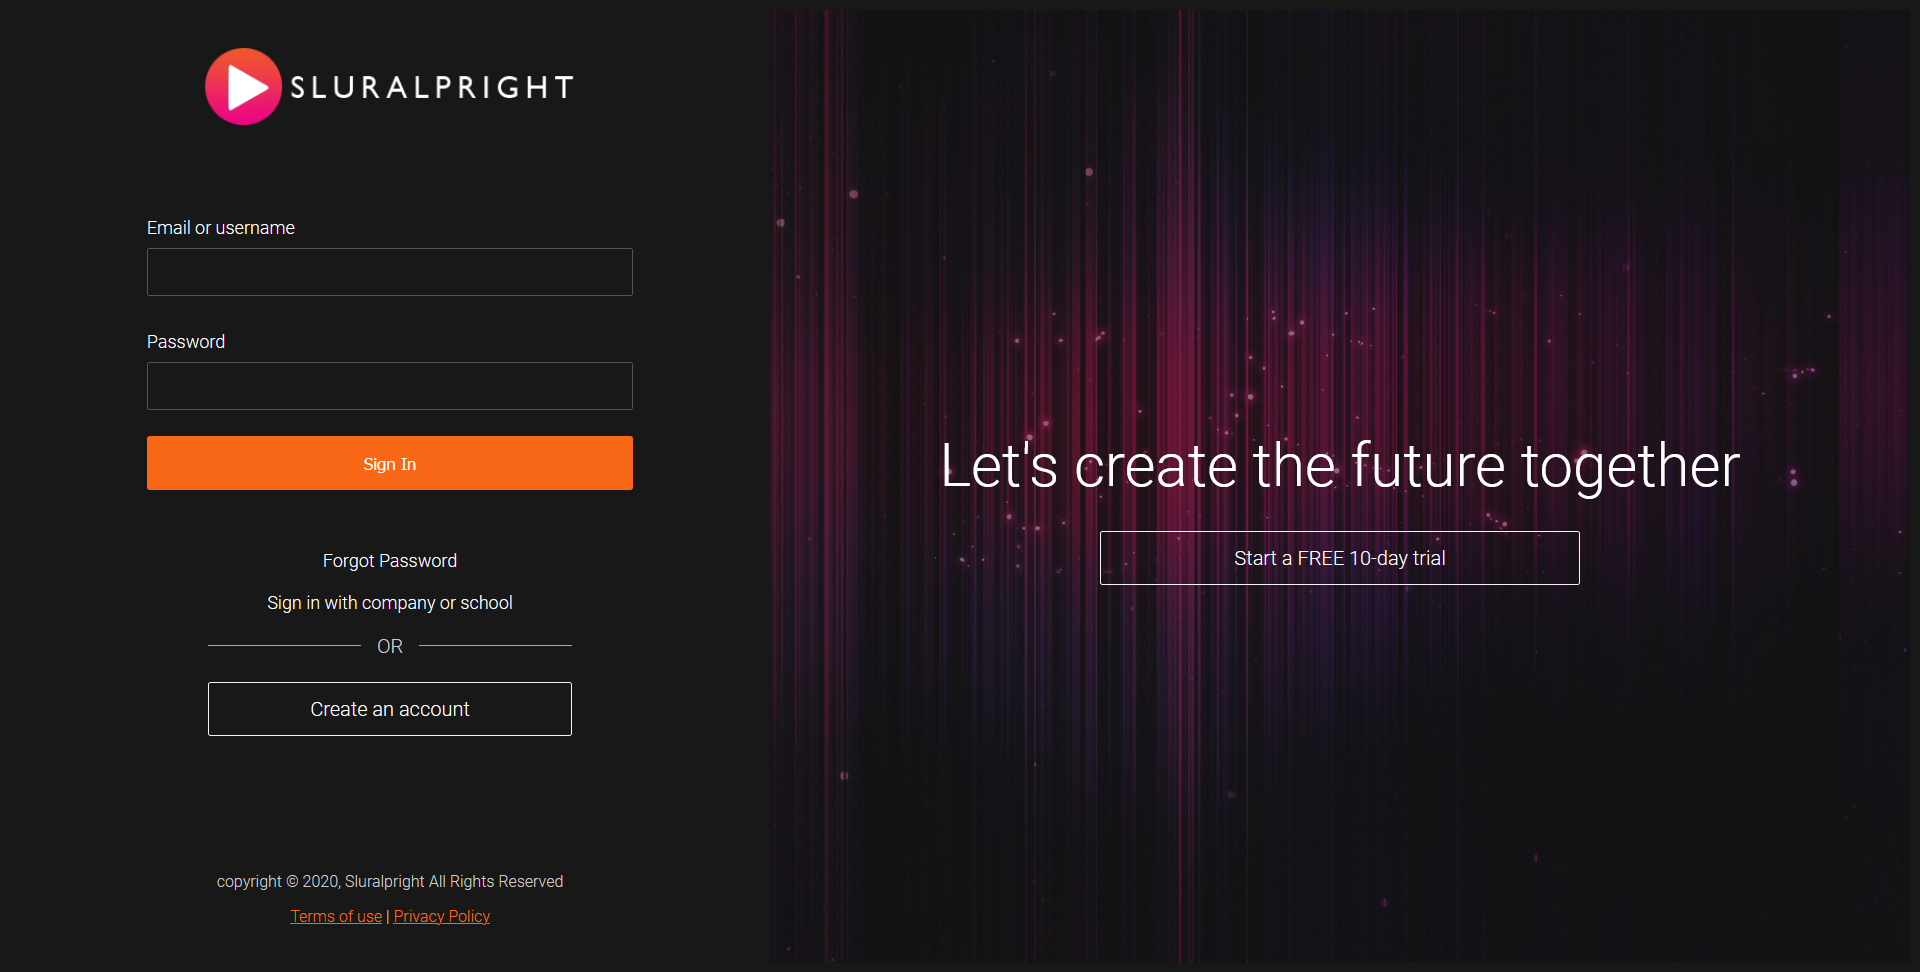 SLURALPRIGHT
Email or username
Password
Sign In
Forgot Password
Sign in with company or school
OR
Create an account
copyright © 2020, Sluralpright All Rights Reserved
Terms of use | Privacy Policy
Let's create the future together
Start a FREE 10-day trial